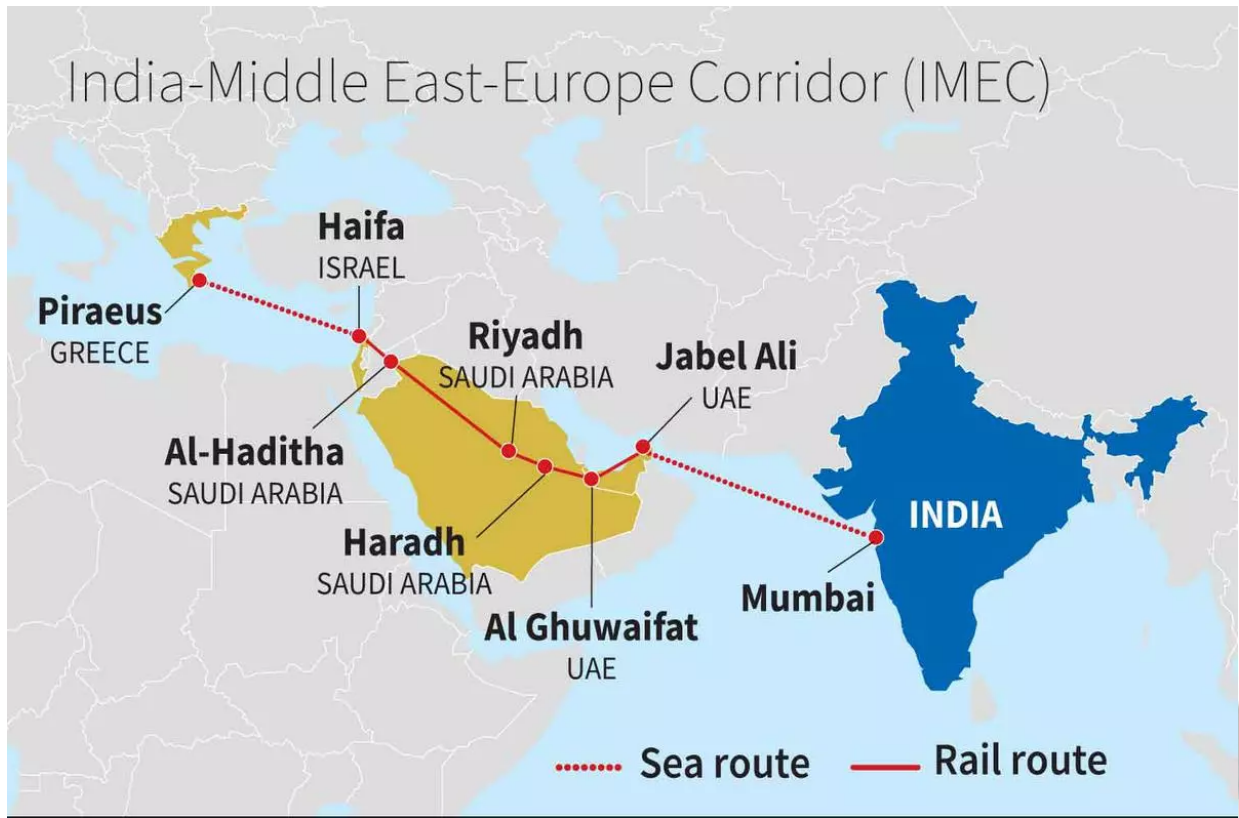 India-Middle East-Europe Corridor (IMEC)
Haifa
ISRAEL
Piraeus
GREECE
Riyadh
SAUDI ARABIA
Jabel Ali
UAE
Al-Haditha
SAUDI ARABIA
INDIA
Haradh
SAUDI ARABIA
Mumbai
Al Ghuwaifat
UAE
Sea route
Rail route